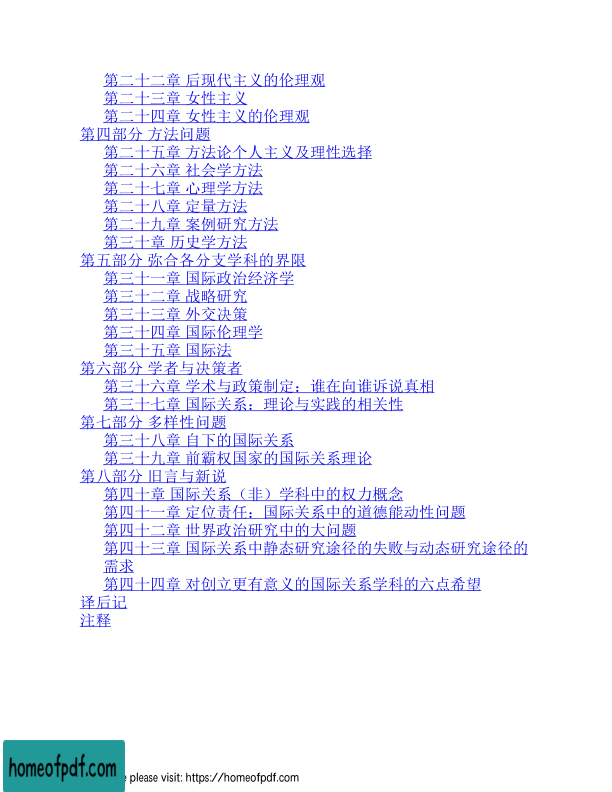 第二十二章 后现代主义的伦理观
第二十三章 女性主义
第二十四章 女性主义的伦理观
第四部分 方法问题
第二十五章 方法论个人主义及理性选择
第二十六章 社会学方法
第二十七章 心理学方法
第二十八章 定量方法
第二十九章 案例研究方法
第三十章 历史学方法
第五部分 弥合各分支学科的界限
第三十一章 国际政治经济学
第三十二章 战略研究
第三十三章 外交决策
第三十四章 国际伦理学
第三十五章 国际法
第六部分 学者与决策者
第三十六章 学术与政策制定：谁在向谁诉说真相
第三十七章 国际关系：理论与实践的相关性
第七部分 多样性问题
第三十八章 自下的国际关系
第三十九章 前霸权国家的国际关系理论
第八部分 旧言与新说
第四十章 国际关系（非）学科中的权力概念
第四十一章 定位责任：国际关系中的道德能动性问题
第四十二章 世界政治研究中的大问题
第四十三章 国际关系中静态研究途径的失败与动态研究途径的
需求
第四十四章 对创立更有意义的国际关系学科的六点希望
译后记
注释
homeofpdf.com
e please visit: https://homeofpdf.com